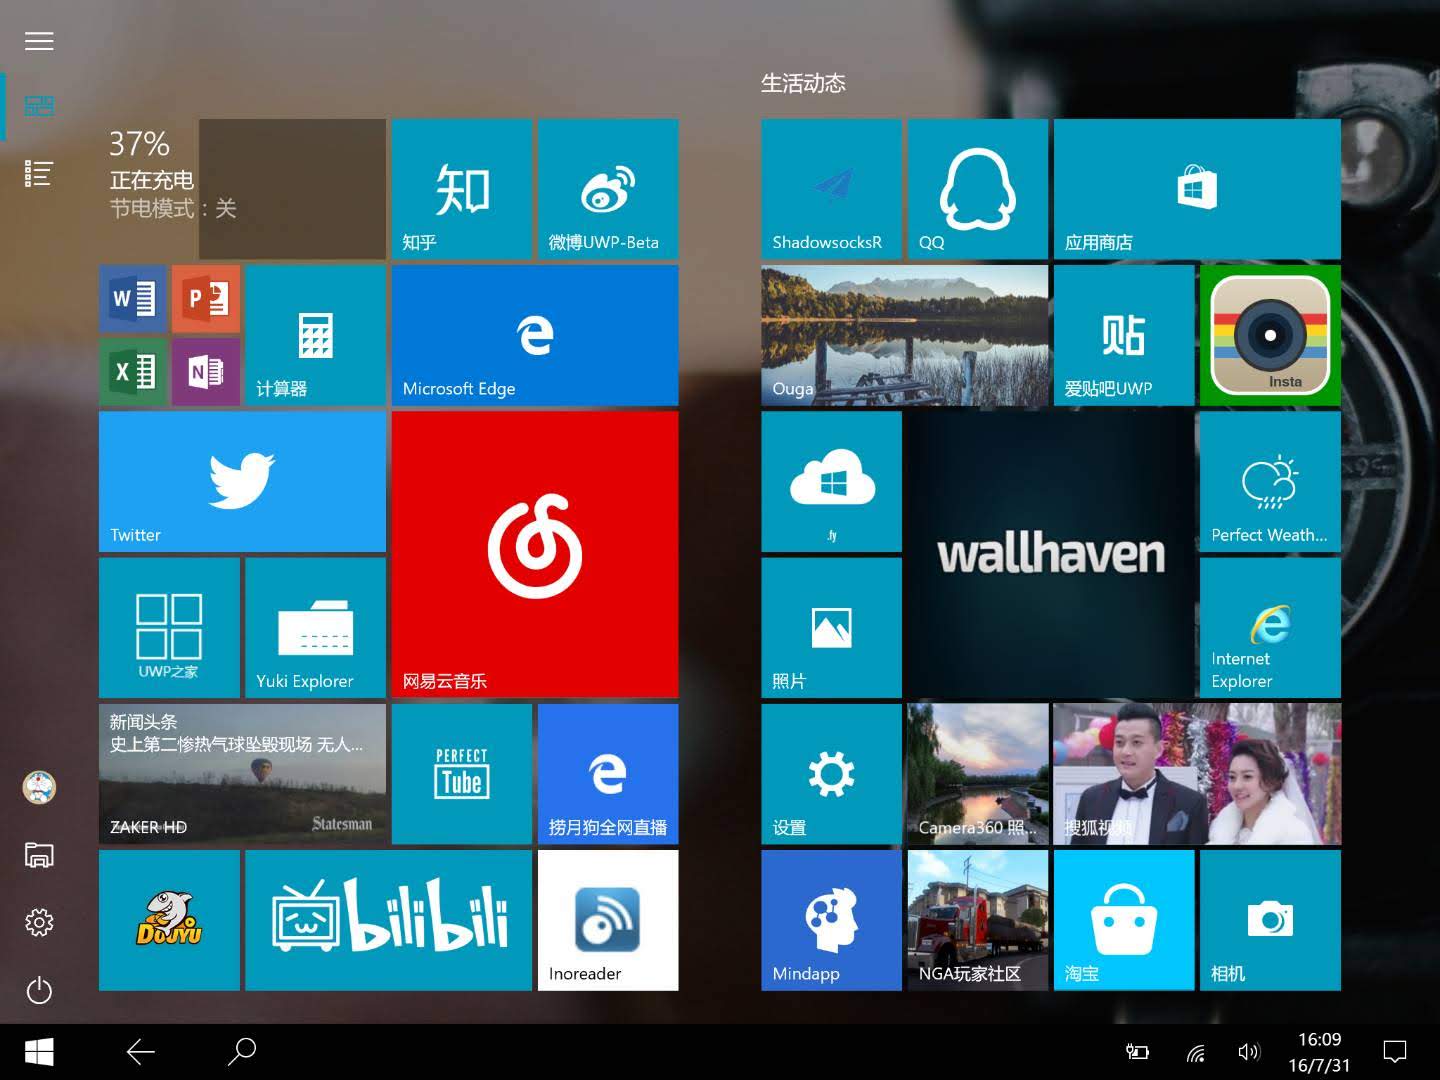 生活动态
37%
正在充电
节电模式：关
知
知乎
微博UWP-Beta
ShadowsocksR
QQ
应用商店
W
P
X
N
计算器
Microsoft Edge
Ouga
贴
爱贴吧UWP
Insta
Twitter
网易云音乐
.fy
wallhaven
Perfect Weath...
UWP之家
Yuki Explorer
照片
Internet
Explorer
新闻头条
史上第二惨热气球坠毁现场 无人...
Statesman
ZAKER HD
PERFECT
Tube
捞月狗全网直播
设置
Camera360 照...
搜狐视频
DOUYU
bilibili
Inoreader
Mindapp
NGA玩家社区
淘宝
相机
16:09
16/7/31